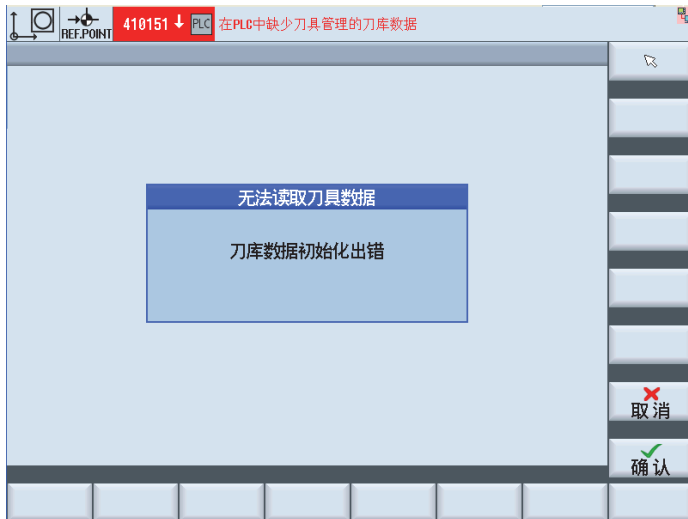 REF.POINT
410151 ↓ PLC 在PLC中缺少刀具管理的刀库数据
无法读取刀具数据
刀库数据初始化出错
取消
确认